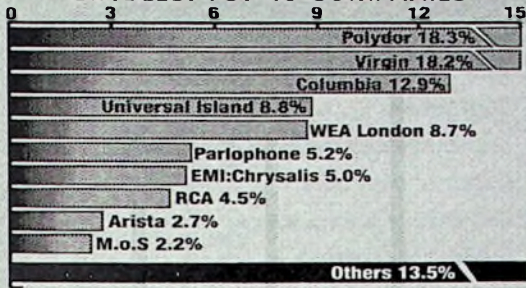 0 3 6 9 12 15
Polydor 18.3%
Virgin 18.2%
Columbia 12.9%
Universal Island 8.8%
WEA London 8.7%
Parlophone 5.2%
EMI:Chrysalis 5.0%
RCA 4.5%
Arista 2.7%
M.o.S 2.2%
Others 13.5%